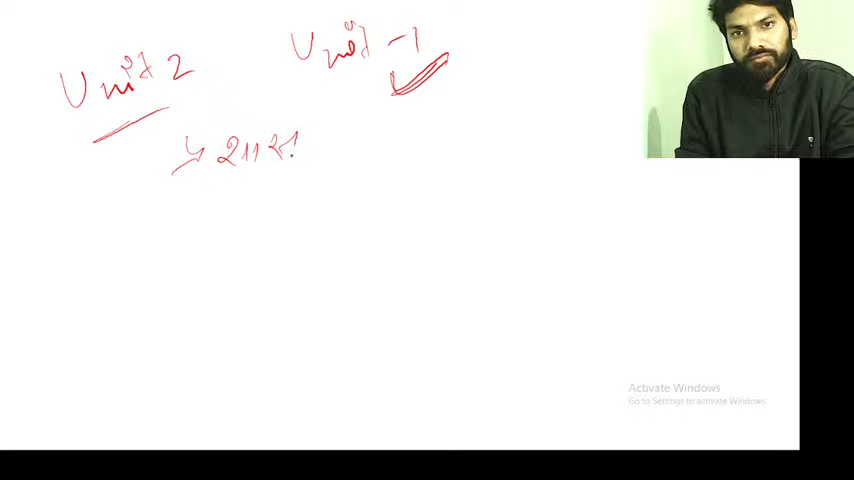 Unit 2
Unit -1
Activate Windows
Go to Settings to activate Windows.